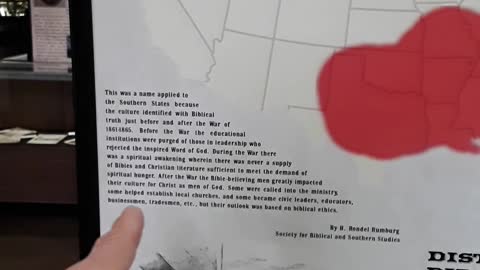 This was a name applied to
the Southern States because
the culture identified with Biblical
truth just before and after the War of
1861-1865. Before the War the educational
institutions were purged of those in leadership who
rejected the inspired Word of God. During the War there
was a spiritual awakening wherein there was never a supply
of Bibles and Christian literature sufficient to meet the demand of
spiritual hunger. After the War the Bible-believing men greatly impacted
their culture for Christ as men of God. Some were called into the ministry,
some helped establish local churches, and some became civic leaders, educators,
businessmen, tradesmen, etc., but their outlook was based on biblical ethics.
By H. Rondel Rumburg
Society for Biblical and Southern Studies
DIST